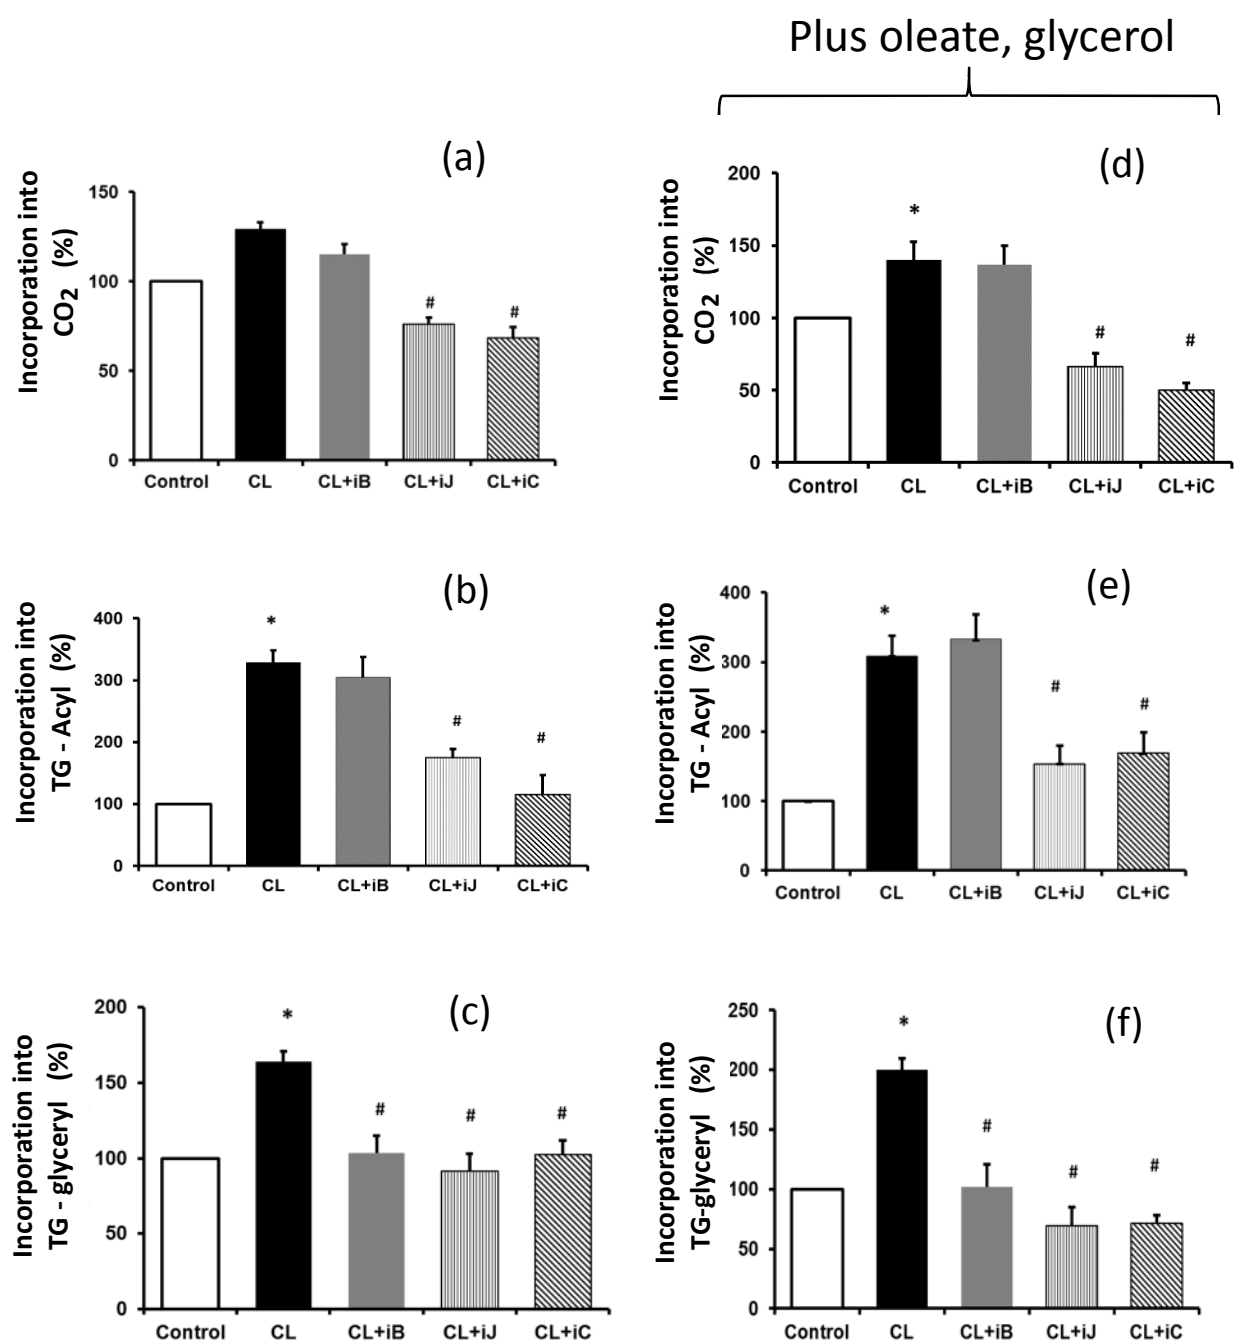 Plus oleate, glycerol
(a)
Incorporation into
CO2 (%)
150
100
50
0
Control CL CL+iB CL+iJ CL+iC
# #
(d)
Incorporation into
CO2 (%)
200
150
100
50
0
Control CL CL+iB CL+iJ CL+iC
* # #
(b)
Incorporation into
TG - Acyl (%)
400
300
200
100
0
Control CL CL+iB CL+iJ CL+iC
* # #
(e)
Incorporation into
TG - Acyl (%)
400
300
200
100
0
Control CL CL+iB CL+iJ CL+iC
* # #
(c)
Incorporation into
TG - glyceryl (%)
200
150
100
50
0
Control CL CL+iB CL+iJ CL+iC
* # # #
(f)
Incorporation into
TG-glyceryl (%)
250
200
150
100
50
0
Control CL CL+iB CL+iJ CL+iC
* # # #